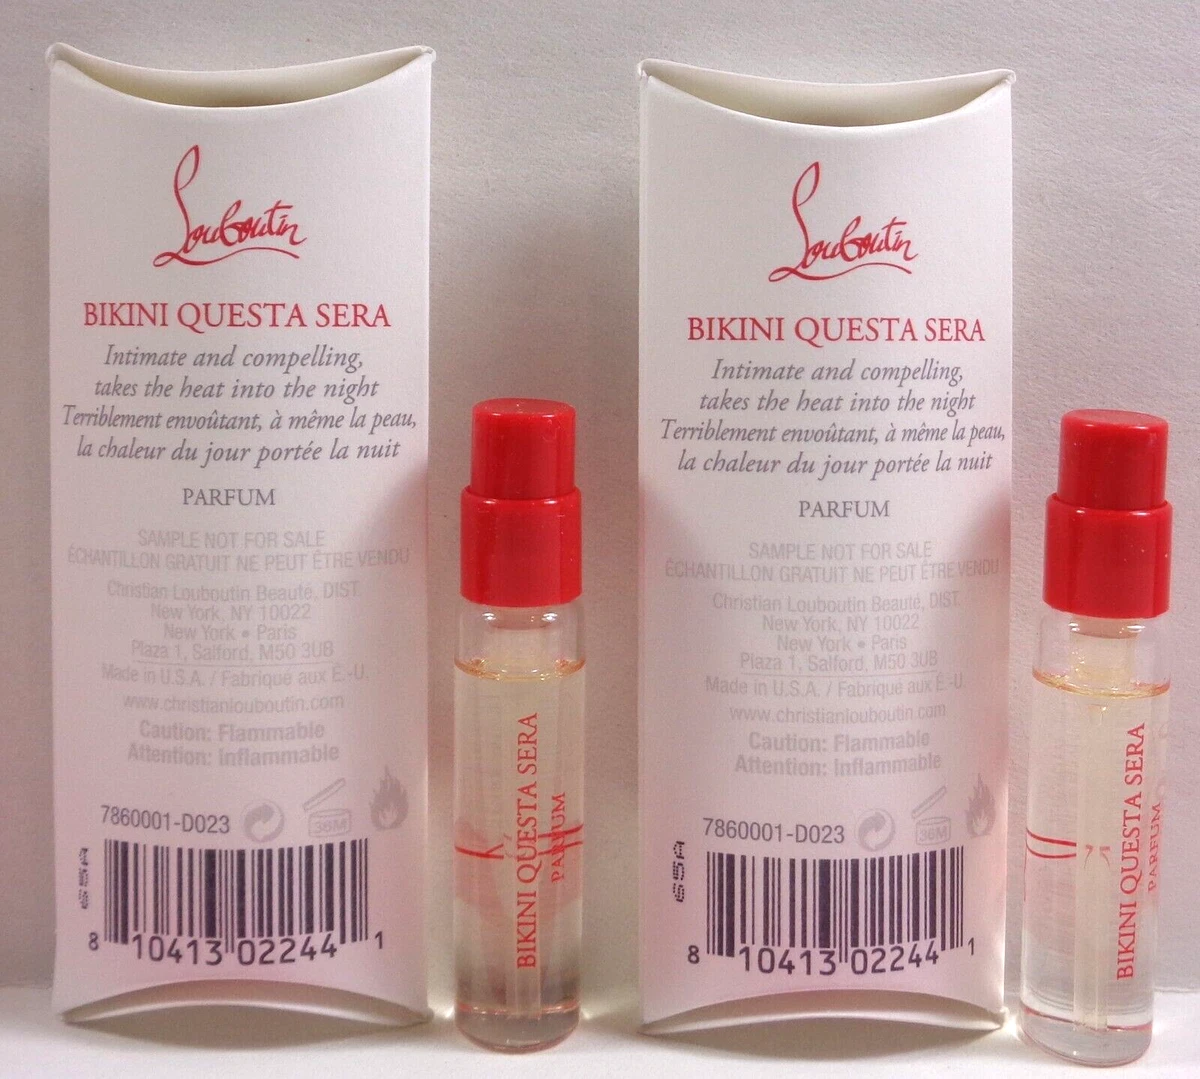 Louboutin
BIKINI QUESTA SERA
Intimate and compelling,
takes the heat into the night
Terriblement envoûtant, à même la peau,
la chaleur du jour portée la nuit
PARFUM
SAMPLE NOT FOR SALE
ÉCHANTILLON GRATUIT NE PEUT ÊTRE VENDU
Christian Louboutin Beauté, DIST.
New York, NY 10022
New York • Paris
Plaza 1, Salford, M50 3UB
Made in U.S.A. / Fabriqué aux É.-U.
www.christianlouboutin.com
Caution: Flammable
Attention: Inflammable
7860001-D023
36M
8 10413 02244 1
BIKINI QUESTA SERA
PARFUM
Louboutin
BIKINI QUESTA SERA
Intimate and compelling,
takes the heat into the night
Terriblement envoûtant, à même la peau,
la chaleur du jour portée la nuit
PARFUM
SAMPLE NOT FOR SALE
ÉCHANTILLON GRATUIT NE PEUT ÊTRE VENDU
Christian Louboutin Beauté, DIST.
New York, NY 10022
New York • Paris
Plaza 1, Salford, M50 3UB
Made in U.S.A. / Fabriqué aux É.-U.
www.christianlouboutin.com
Caution: Flammable
Attention: Inflammable
7860001-D023
36M
65A
8 10413 02244 1
BIKINI QUESTA SERA
PARFUM